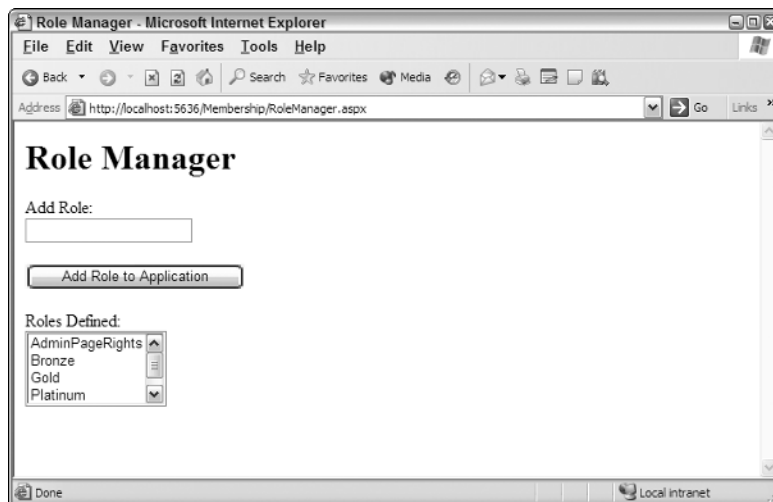 Role Manager - Microsoft Internet Explorer
File Edit View Favorites Tools Help
Back Search Favorites Media
Address http://localhost:5636/Membership/RoleManager.aspx Go Links »
Role Manager
Add Role:
Add Role to Application
Roles Defined:
AdminPageRights
Bronze
Gold
Platinum
Done Local intranet